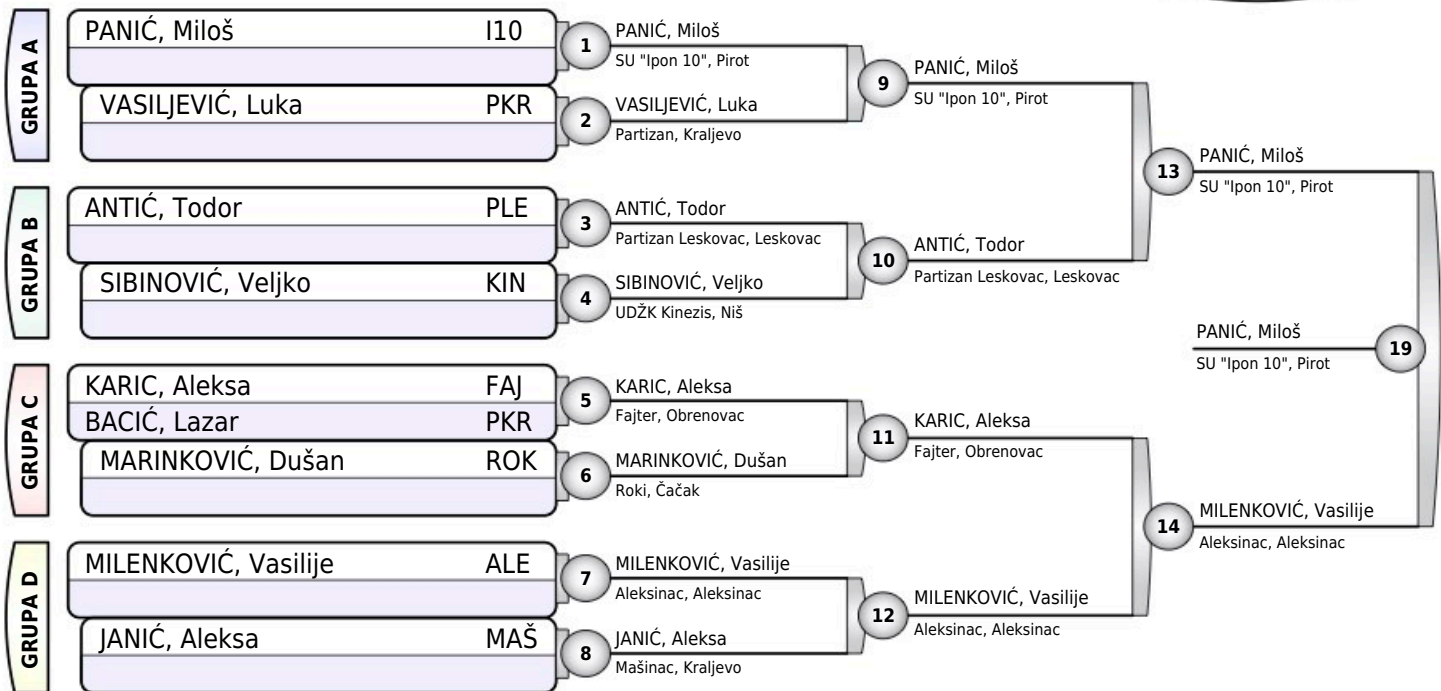 GRUPA A
PANIĆ, Miloš I10
VASILJEVIĆ, Luka PKR
GRUPA B
ANTIĆ, Todor PLE
SIBINOVIĆ, Veljko KIN
GRUPA C
KARIC, Aleksa FAJ
BACIĆ, Lazar PKR
MARINKOVIĆ, Dušan ROK
GRUPA D
MILENKOVIĆ, Vasilije ALE
JANIĆ, Aleksa MAŠ
1
PANIĆ, Miloš
SU "Ipon 10", Pirot
2
VASILJEVIĆ, Luka
Partizan, Kraljevo
3
ANTIĆ, Todor
Partizan Leskovac, Leskovac
4
SIBINOVIĆ, Veljko
UDŽK Kinezis, Niš
5
KARIC, Aleksa
Fajter, Obrenovac
6
MARINKOVIĆ, Dušan
Roki, Čačak
7
MILENKOVIĆ, Vasilije
Aleksinac, Aleksinac
8
JANIĆ, Aleksa
Mašinac, Kraljevo
9
PANIĆ, Miloš
SU "Ipon 10", Pirot
10
ANTIĆ, Todor
Partizan Leskovac, Leskovac
11
KARIC, Aleksa
Fajter, Obrenovac
12
MILENKOVIĆ, Vasilije
Aleksinac, Aleksinac
13
PANIĆ, Miloš
SU "Ipon 10", Pirot
14
MILENKOVIĆ, Vasilije
Aleksinac, Aleksinac
PANIĆ, Miloš
SU "Ipon 10", Pirot
19